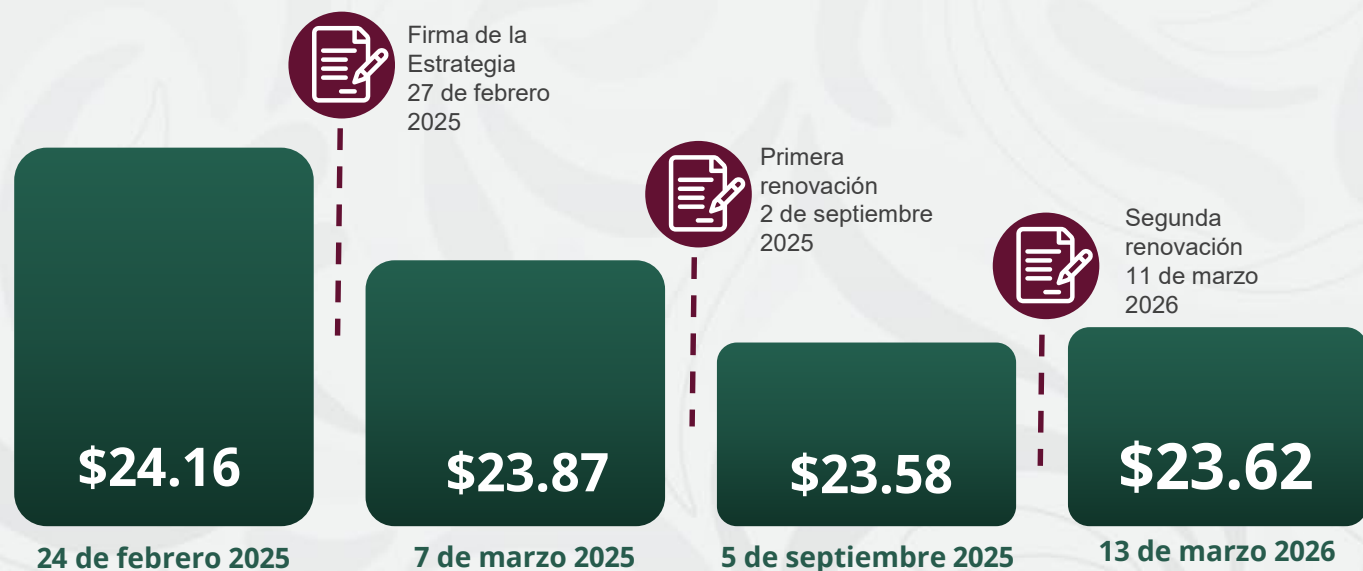 Firma de la
Estrategia
27 de febrero
2025
Primera
renovación
2 de septiembre
2025
Segunda
renovación
11 de marzo
2026
$24.16
$23.87
$23.58
$23.62
24 de febrero 2025
7 de marzo 2025
5 de septiembre 2025
13 de marzo 2026